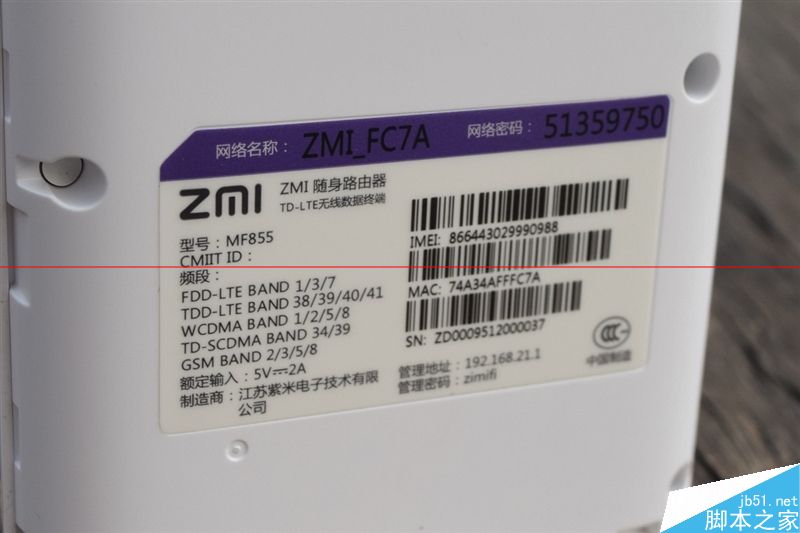 网络名称： ZMI_FC7A 网络密码： 51359750
ZMI ZMI 随身路由器
TD-LTE无线数据终端
型号：MF855
CMIIT ID：
频段：
FDD-LTE BAND 1/3/7
TDD-LTE BAND 38/39/40/41
WCDMA BAND 1/2/5/8
TD-SCDMA BAND 34/39
GSM BAND 2/3/5/8
额定输入：5V⎓2A
制造商：江苏紫米电子技术有限
公司
IMEI: 866443029990988
MAC: 74A34AFFFC7A
SN: ZD0009512000037
CCC
中国制造
管理地址：192.168.21.1
管理密码：zimifi
jb51.net
脚本之家